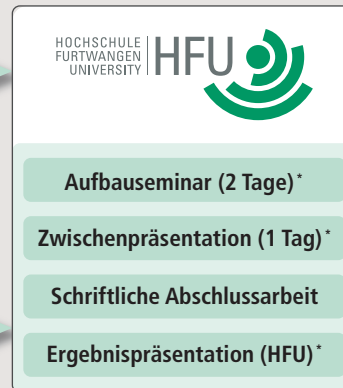 HOCHSCHULE
FURTWANGEN
UNIVERSITY
HFU
Aufbauseminar (2 Tage)*
Zwischenpräsentation (1 Tag)*
Schriftliche Abschlussarbeit
Ergebnispräsentation (HFU)*